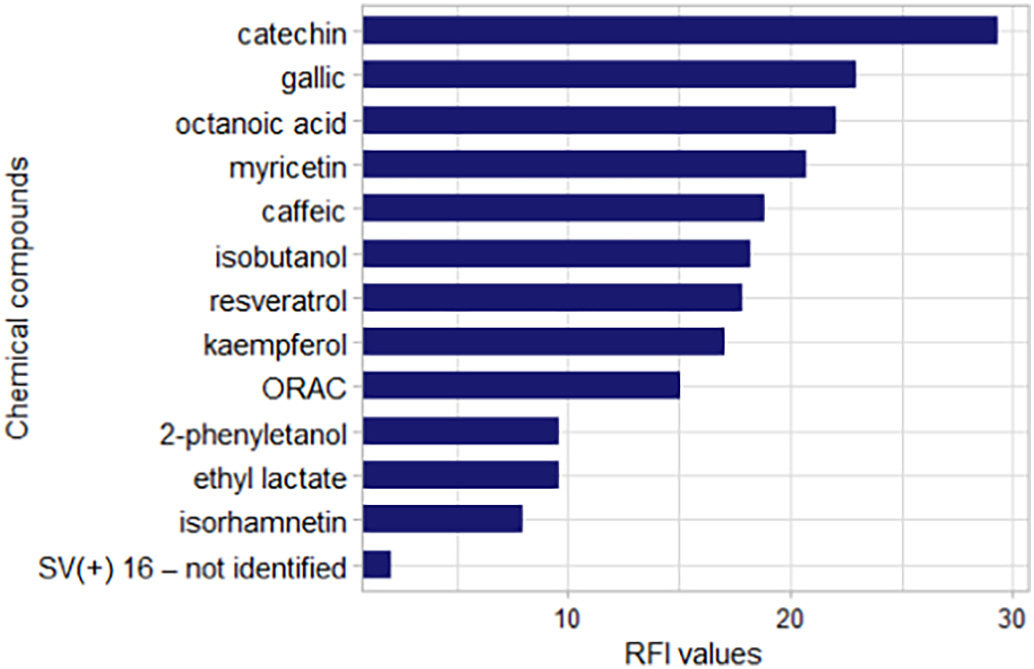 Chemical compounds
catechin
gallic
octanoic acid
myricetin
caffeic
isobutanol
resveratrol
kaempferol
ORAC
2-phenyletanol
ethyl lactate
isorhamnetin
SV(+) 16 – not identified
10 20 30
RFI values